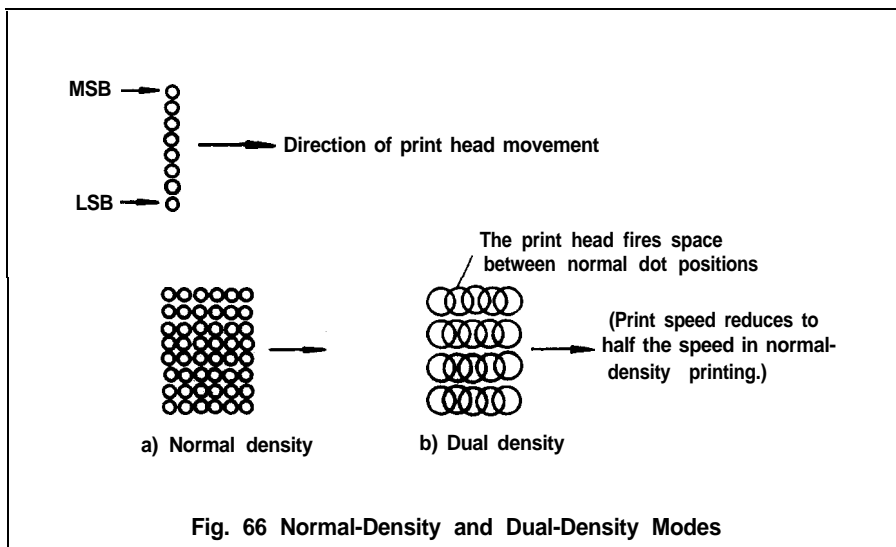 MSB
Direction of print head movement
LSB
The print head fires space
between normal dot positions
(Print speed reduces to
half the speed in normal-
density printing.)
a) Normal density
b) Dual density
Fig. 66 Normal-Density and Dual-Density Modes